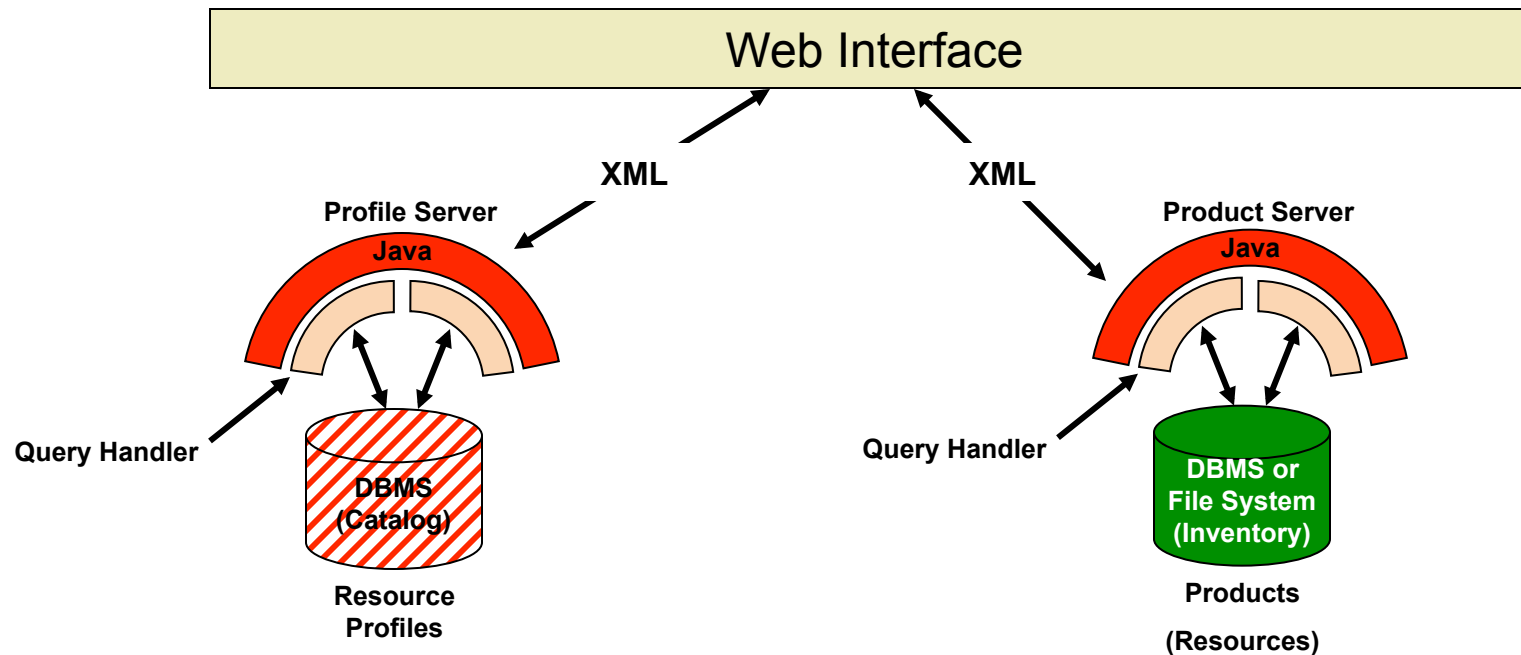 Web Interface
XML
XML
Profile Server
Java
Product Server
Java
Query Handler
DBMS
(Catalog)
Resource
Profiles
Query Handler
DBMS or
File System
(Inventory)
Products
(Resources)